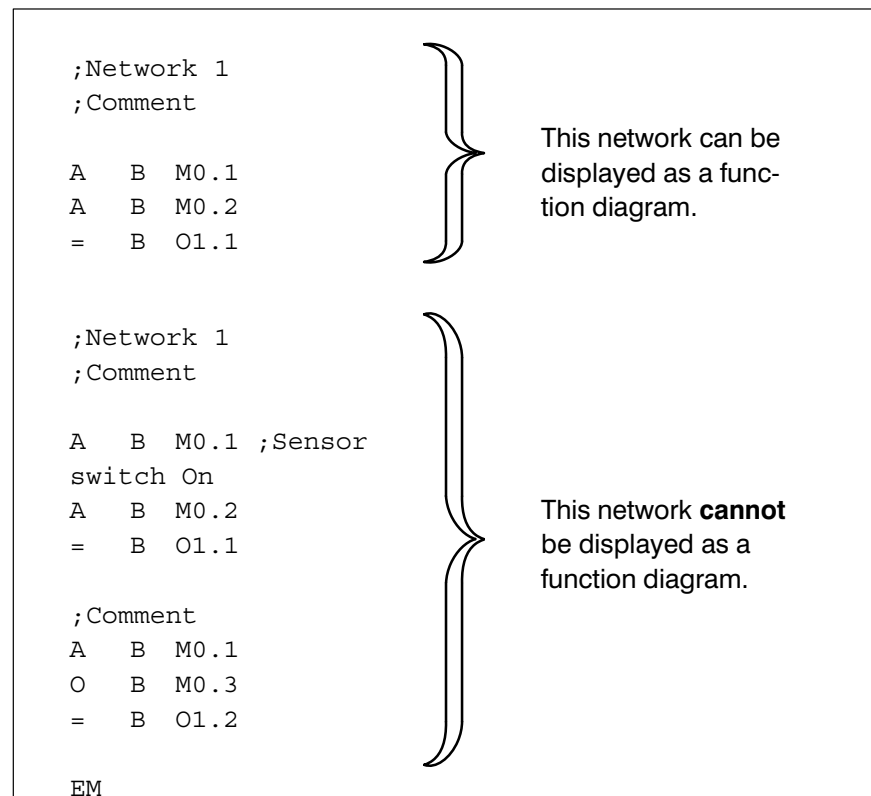 ;Network 1
;Comment
A B M0.1
A B M0.2
= B O1.1
This network can be
displayed as a func-
tion diagram.
;Network 1
;Comment
A B M0.1 ;Sensor
switch On
A B M0.2
= B O1.1
;Comment
A B M0.1
O B M0.3
= B O1.2
EM
This network cannot
be displayed as a
function diagram.